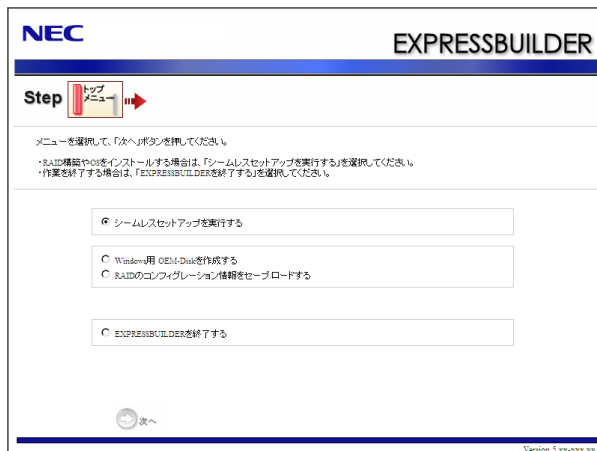 NEC
EXPRESSBUILDER
Step トップメニュー
メニューを選択して、「次へ」ボタンを押してください。
・RAID構築やOSをインストールする場合は、「シームレスセットアップを実行する」を選択してください。
・作業を終了する場合は、「EXPRESSBUILDERを終了する」を選択してください。
シームレスセットアップを実行する
Windows用 OEM-Diskを作成する
RAIDのコンフィグレーション情報をセーブ/ロードする
EXPRESSBUILDERを終了する
次へ
Version 5.xx-xxx.xx